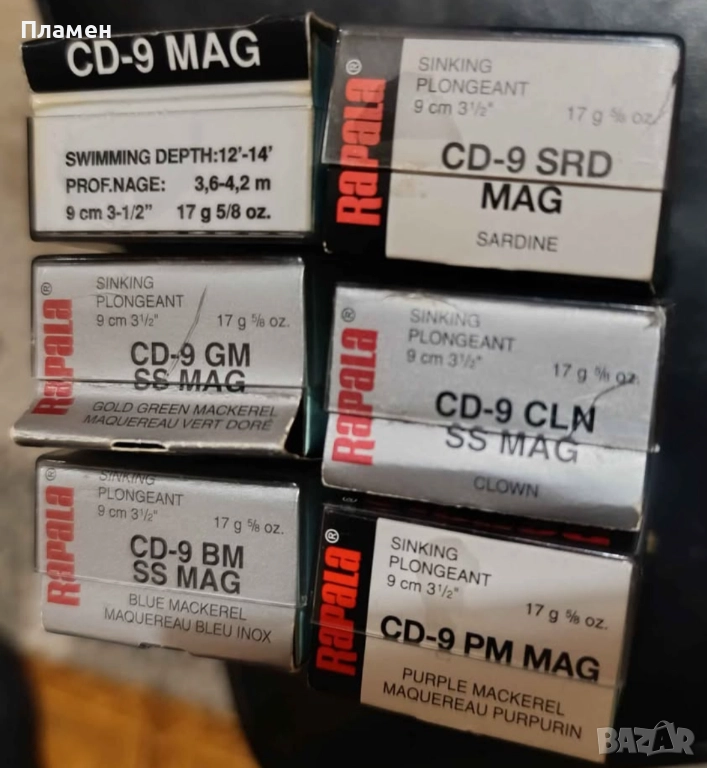 Пламен
CD-9 MAG
SWIMMING DEPTH:12'-14'
PROF.NAGE: 3,6-4,2 m
9 cm 3-1/2" 17 g 5/8 oz.
Rapala®
SINKING
PLONGEANT
9 cm 3½" 17 g ⅝ oz.
CD-9 SRD
MAG
SARDINE
Rapala®
SINKING
PLONGEANT
9 cm 3½" 17 g ⅝ oz.
CD-9 GM
SS MAG
GOLD GREEN MACKEREL
MAQUEREAU VERT DORÉ
Rapala®
SINKING
PLONGEANT
9 cm 3½" 17 g ⅝ oz.
CD-9 CLN
SS MAG
CLOWN
Rapala®
SINKING
PLONGEANT
9 cm 3½" 17 g ⅝ oz.
CD-9 BM
SS MAG
BLUE MACKEREL
MAQUEREAU BLEU INOX
Rapala®
SINKING
PLONGEANT
9 cm 3½" 17 g ⅝ oz.
CD-9 PM MAG
PURPLE MACKEREL
MAQUEREAU PURPURIN
BAZAR